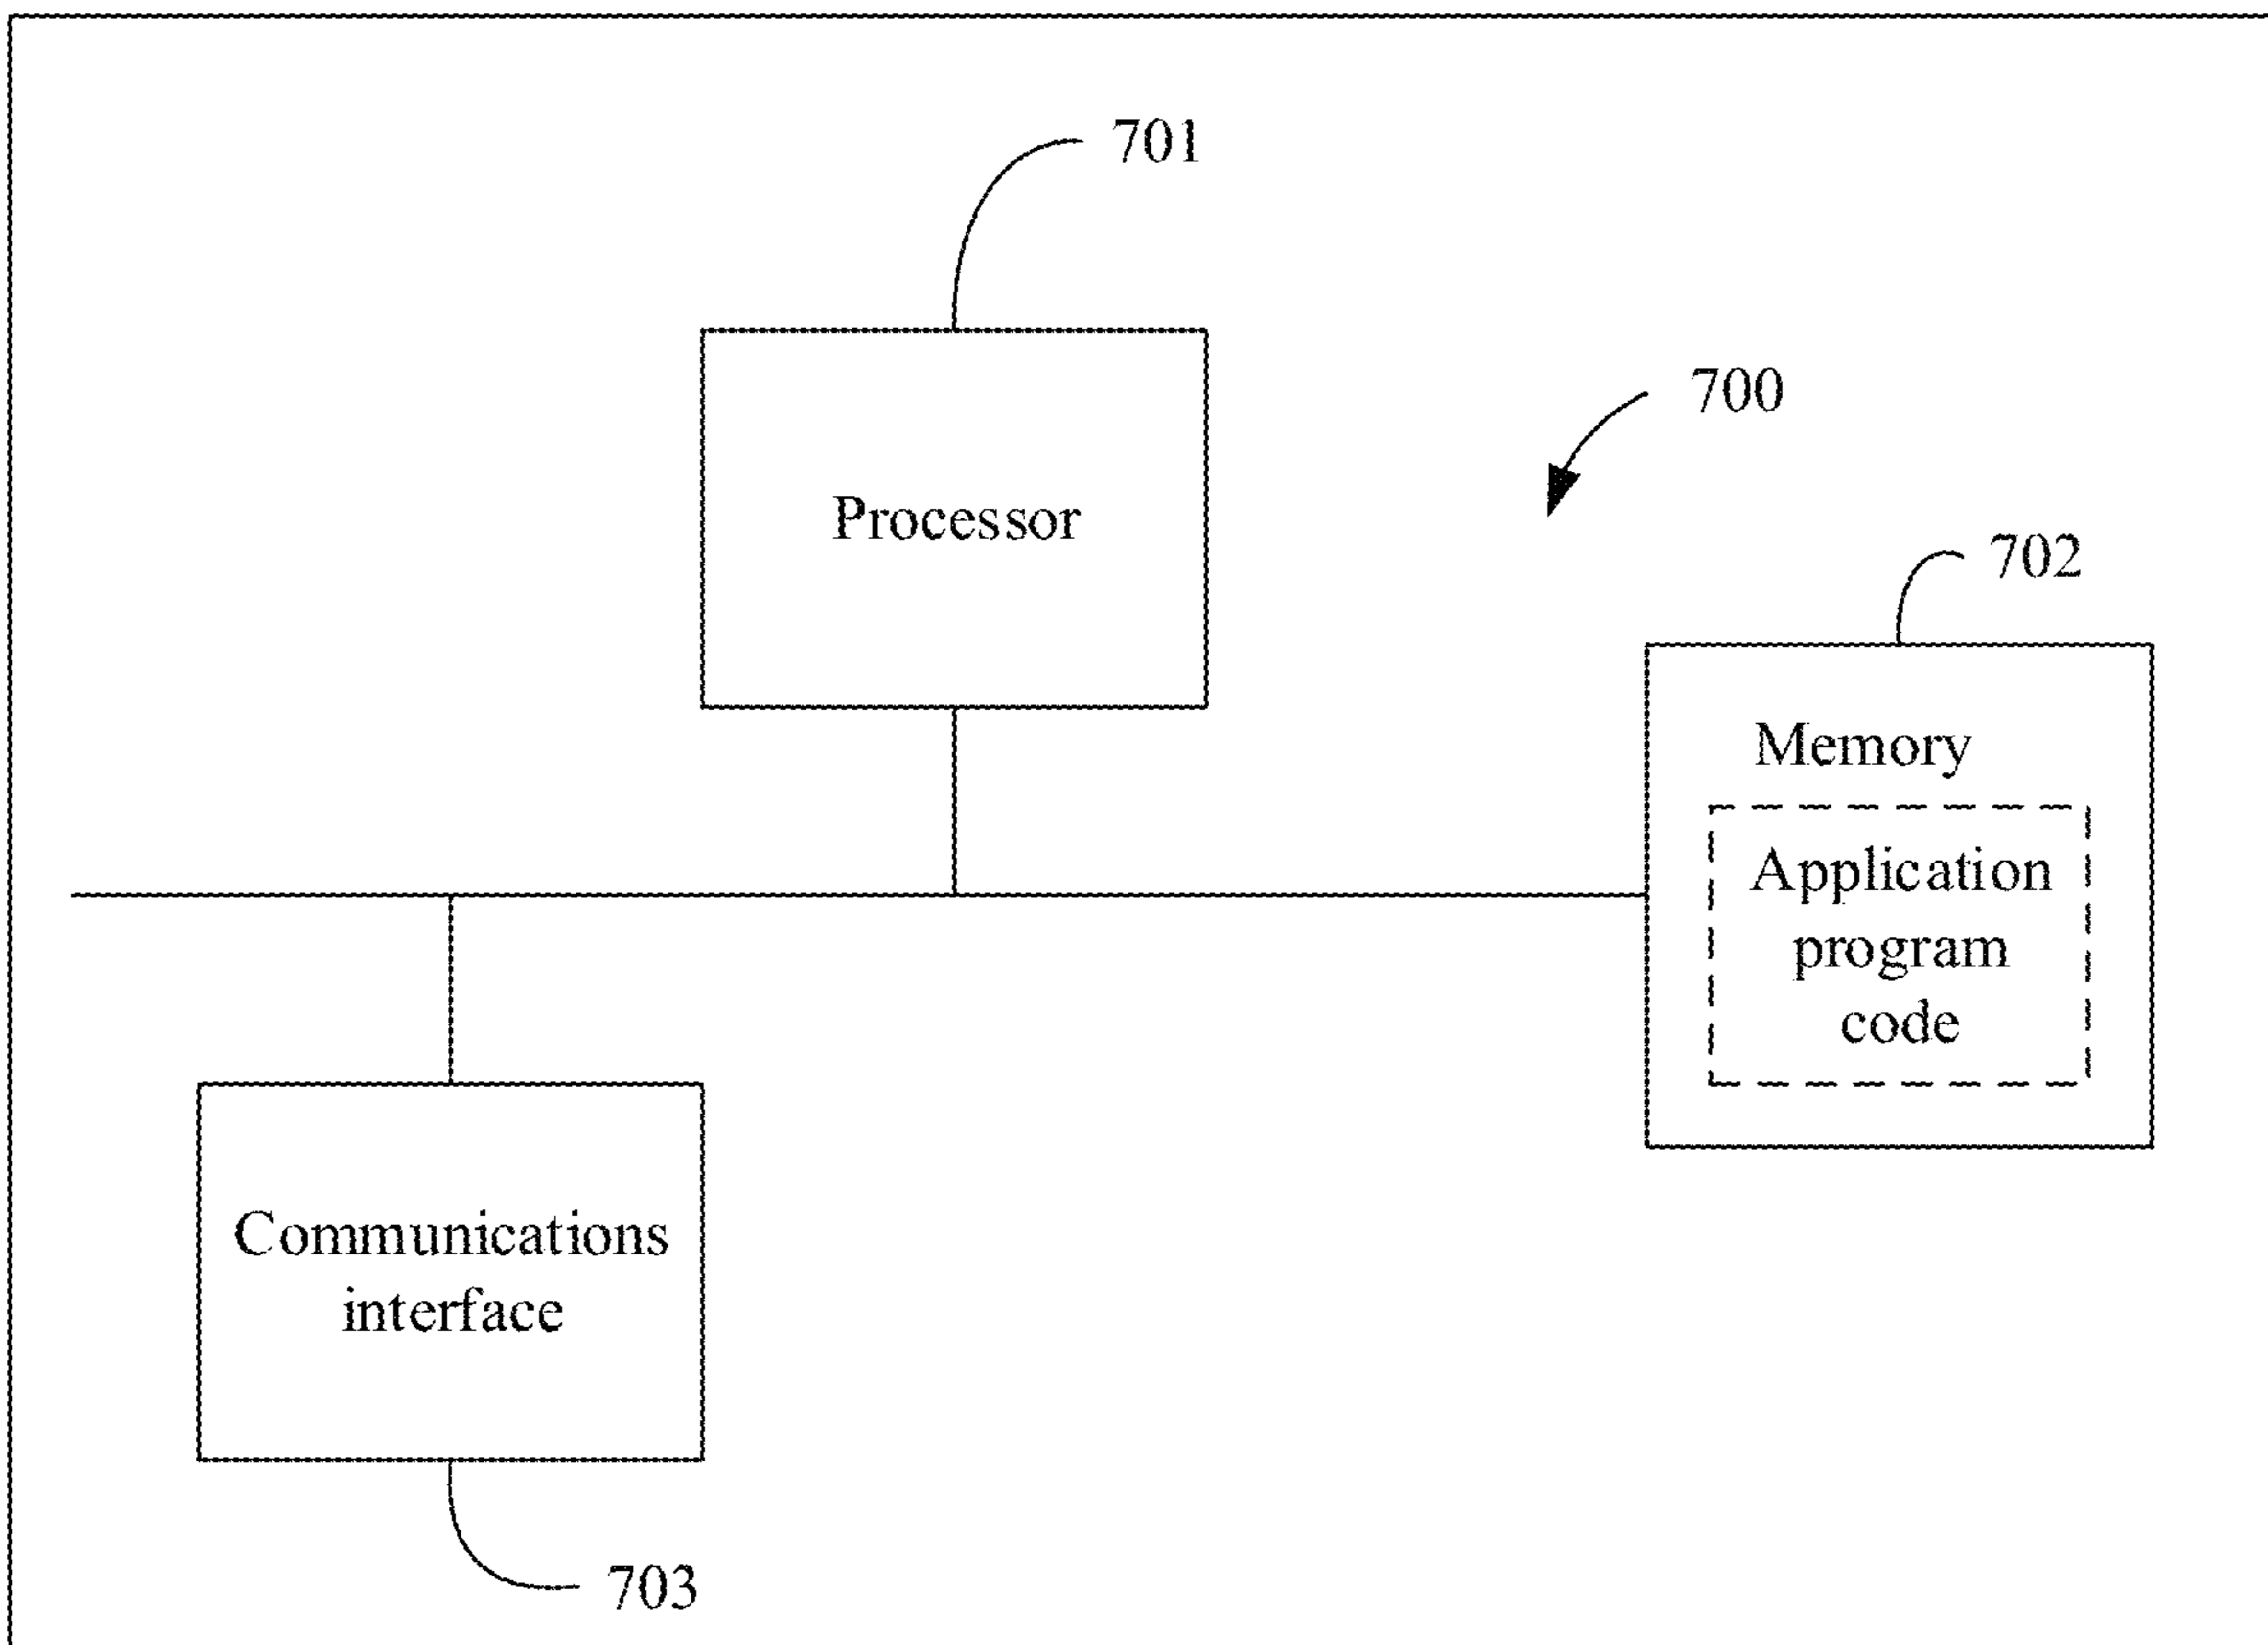 701
700
Processor
702
Memory
Application
program
code
Communications
interface
703